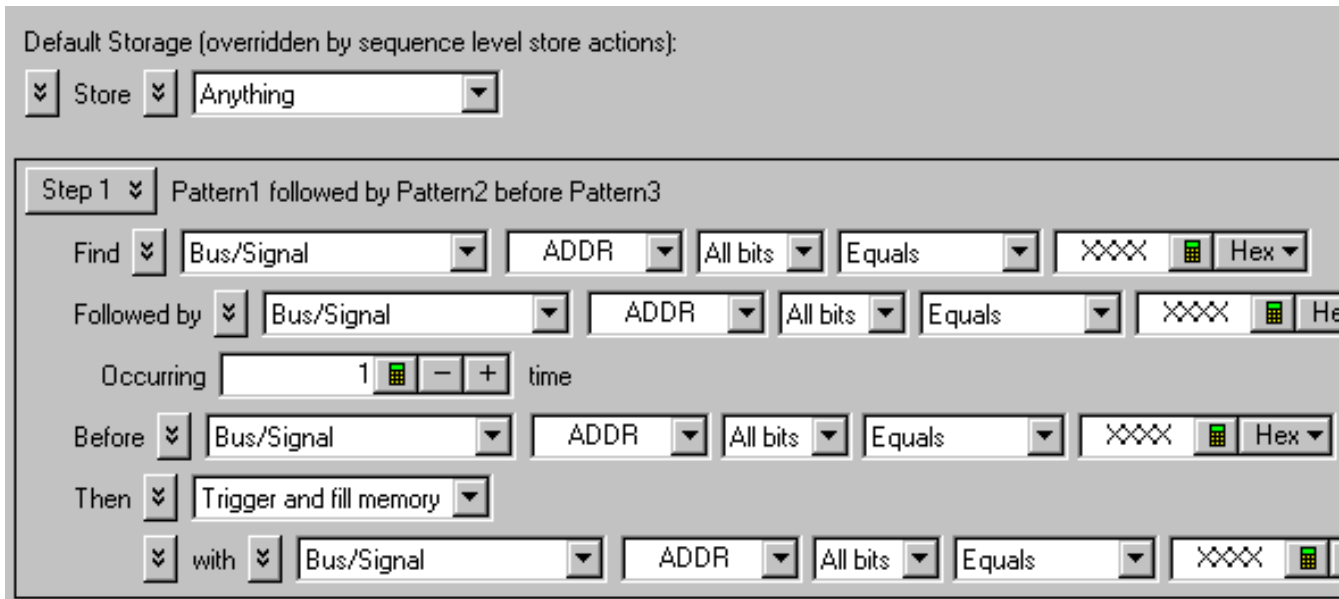 Default Storage (overridden by sequence level store actions):
Store Anything
Step 1 Pattern1 followed by Pattern2 before Pattern3
Find Bus/Signal ADDR All bits Equals XXXX Hex
Followed by Bus/Signal ADDR All bits Equals XXXX He
Occurring 1 - + time
Before Bus/Signal ADDR All bits Equals XXXX Hex
Then Trigger and fill memory
with Bus/Signal ADDR All bits Equals XXXX